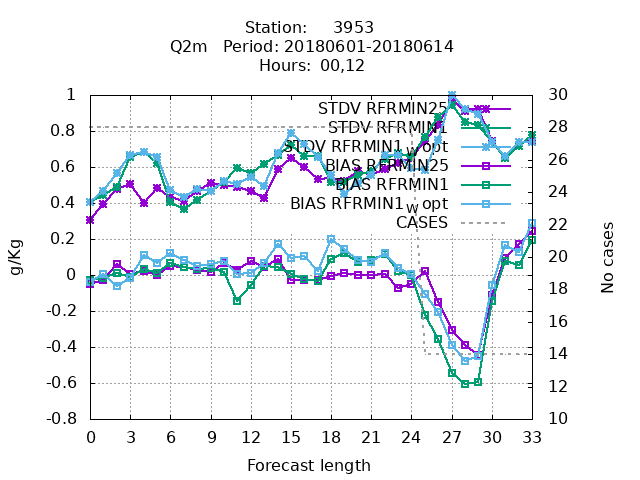 Station: 3953
Q2m Period: 20180601-20180614
Hours: 00,12
STDV RFRMIN25
STDV RFRMIN1
STDV RFRMIN1_w opt
BIAS RFRMIN25
BIAS RFRMIN1
BIAS RFRMIN1_w opt
CASES
1
0.8
0.6
0.4
0.2
0
-0.2
-0.4
-0.6
-0.8
g/Kg
30
28
26
24
22
20
18
16
14
12
10
No cases
0 3 6 9 12 15 18 21 24 27 30 33
Forecast length